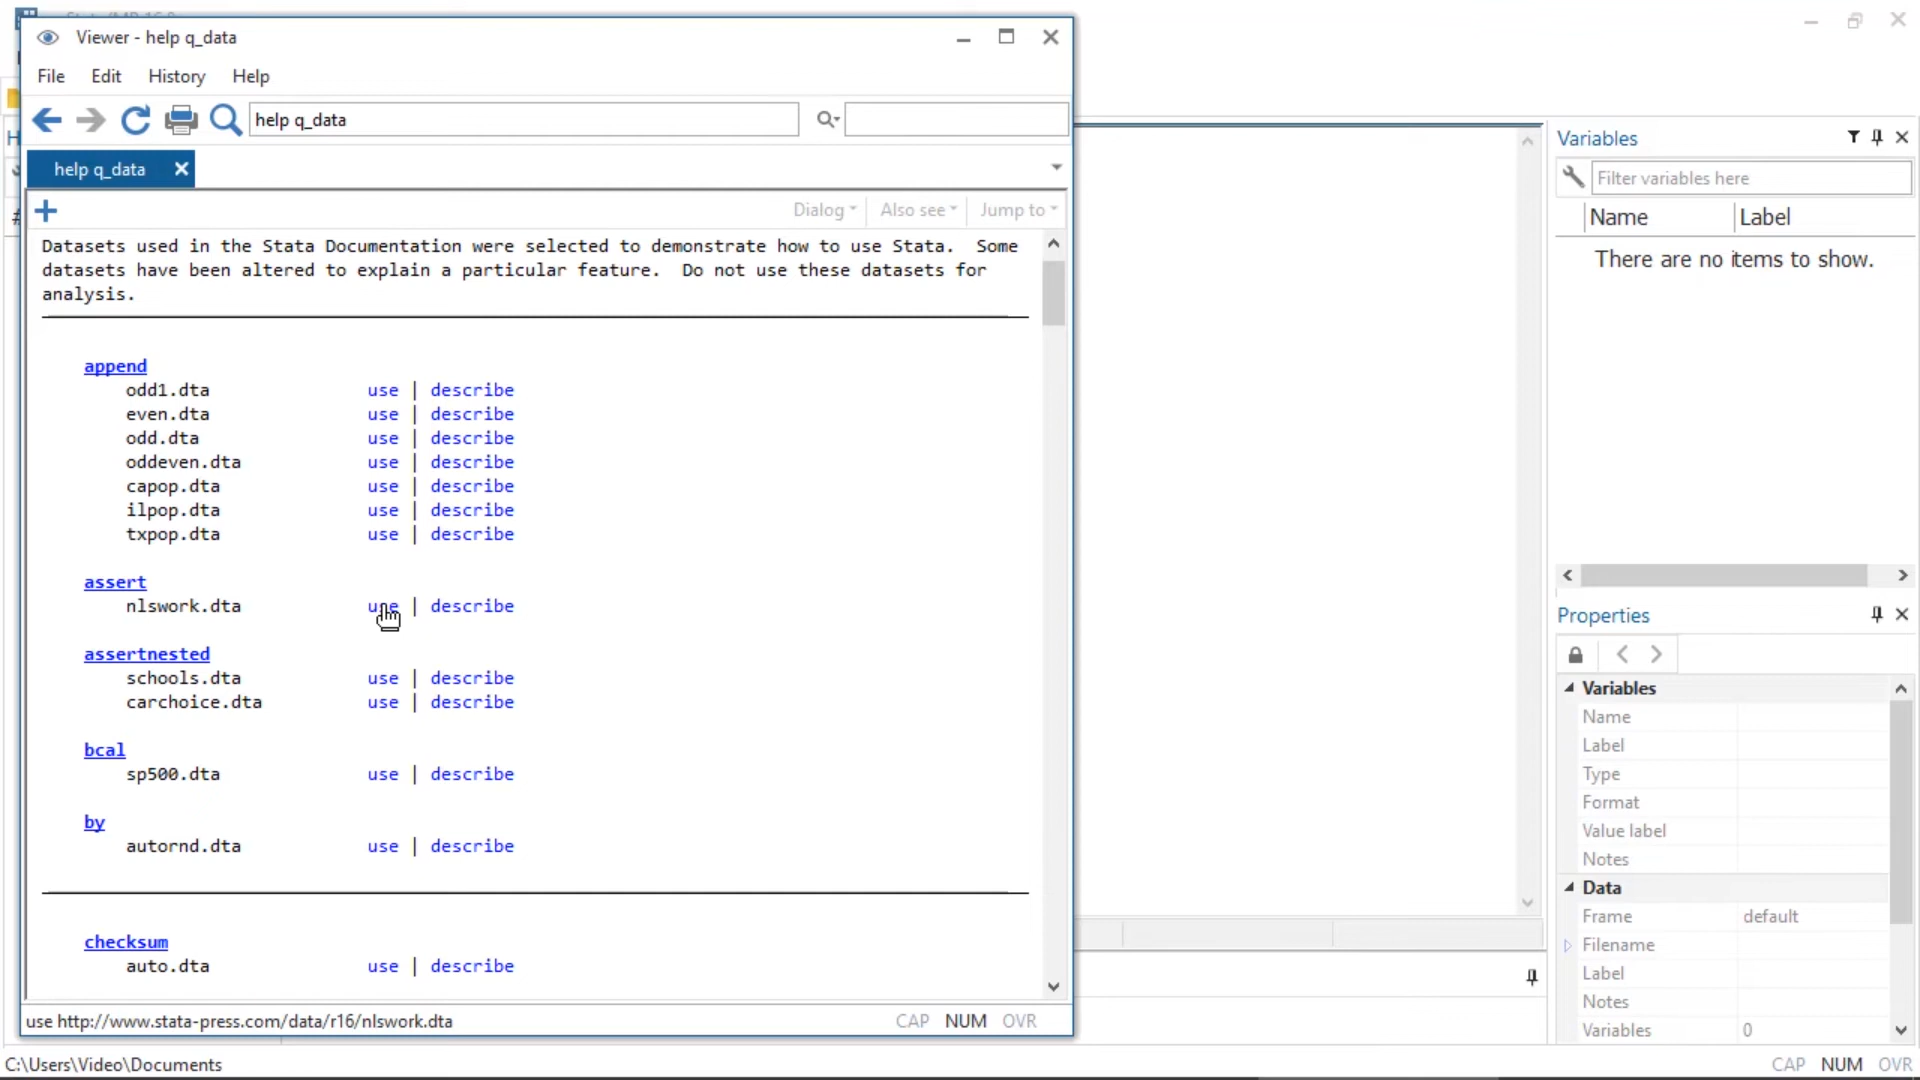 Viewer - help q_data
File Edit History Help
help q_data
help q_data
Dialog Also see Jump to
Datasets used in the Stata Documentation were selected to demonstrate how to use Stata. Some
datasets have been altered to explain a particular feature. Do not use these datasets for
analysis.
append
odd1.dta use | describe
even.dta use | describe
odd.dta use | describe
oddeven.dta use | describe
capop.dta use | describe
ilpop.dta use | describe
txpop.dta use | describe
assert
nlswork.dta use | describe
assertnested
schools.dta use | describe
carchoice.dta use | describe
bcal
sp500.dta use | describe
by
autornd.dta use | describe
checksum
auto.dta use | describe
use http://www.stata-press.com/data/r16/nlswork.dta CAP NUM OVR
Variables
Filter variables here
Name Label
There are no items to show.
Properties
Variables
Name
Label
Type
Format
Value label
Notes
Data
Frame default
Filename
Label
Notes
Variables 0
C:\Users\Video\Documents CAP NUM OVR